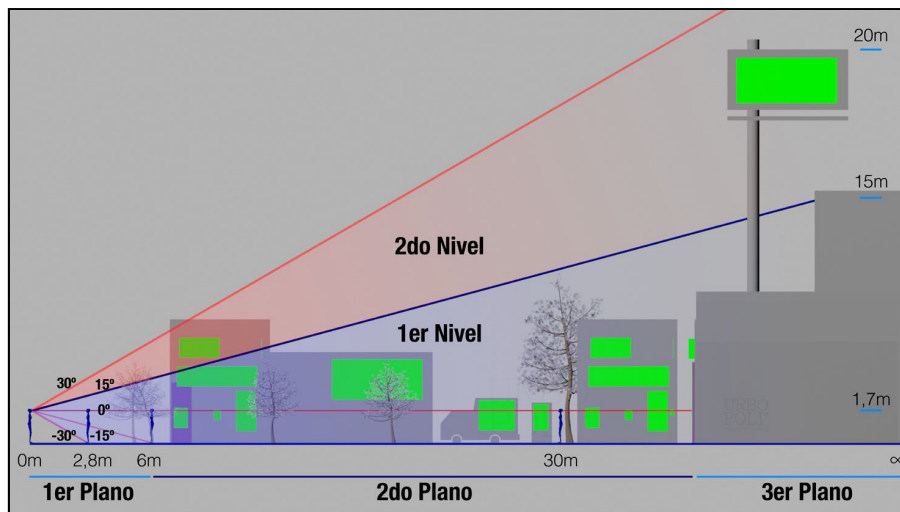 20m
15m
2do Nivel
1er Nivel
30º 15º
0º
1,7m
-30º -15º
0m 2,8m 6m 30m ∞
1er Plano 2do Plano 3er Plano